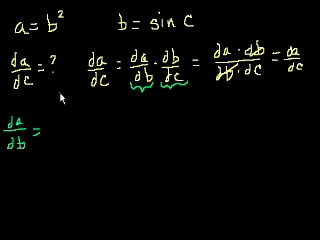 a = b² b = sin c
da/dc = ? da/dc = da/db · db/dc = da · db/db · dc = da/dc
da/db =